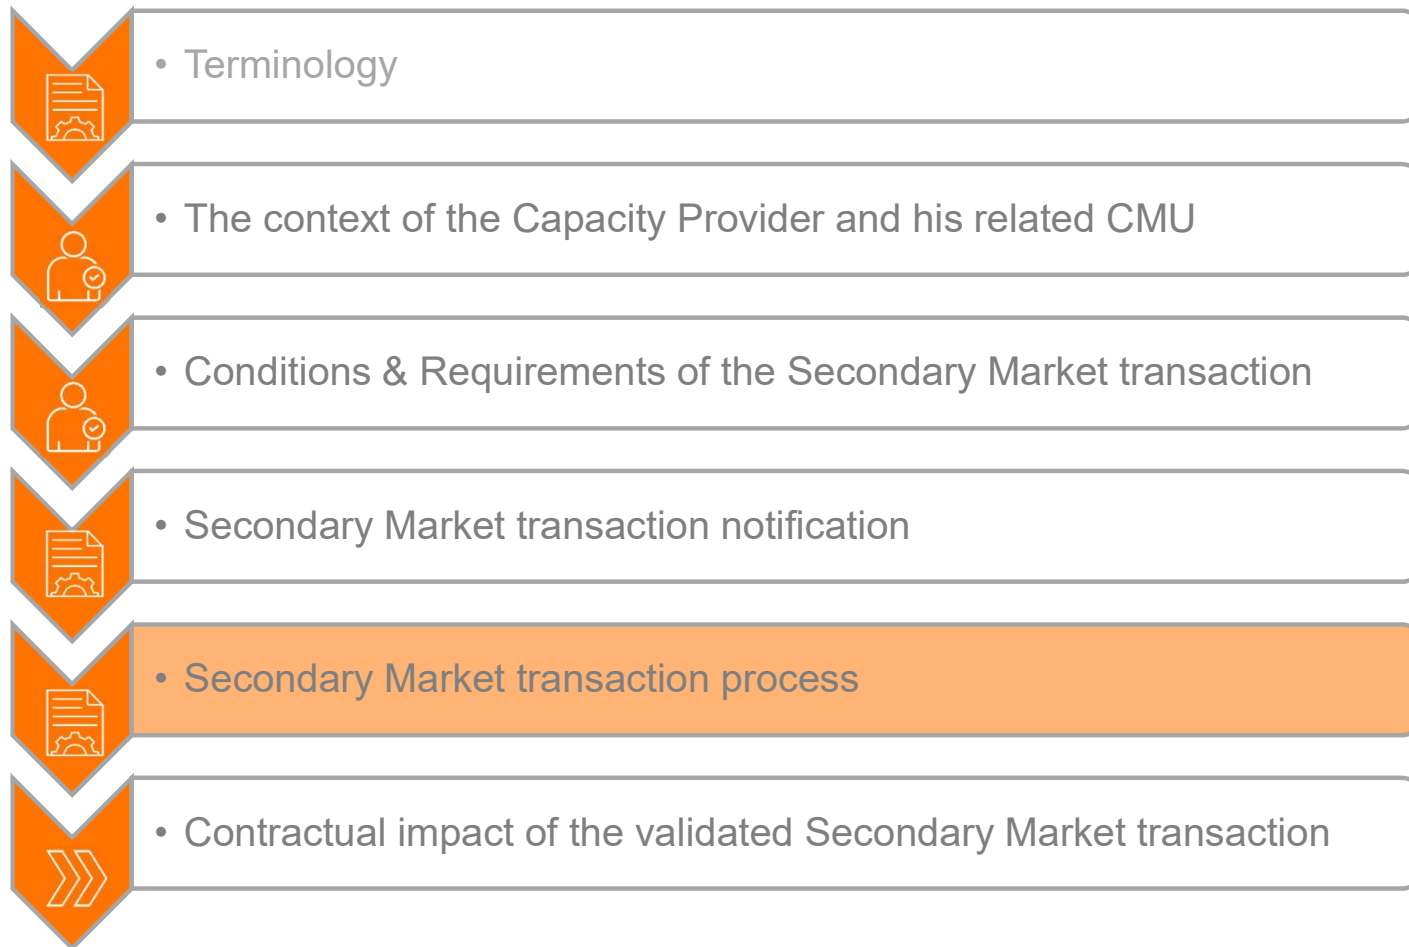 • Terminology
• The context of the Capacity Provider and his related CMU
• Conditions & Requirements of the Secondary Market transaction
• Secondary Market transaction notification
• Secondary Market transaction process
• Contractual impact of the validated Secondary Market transaction